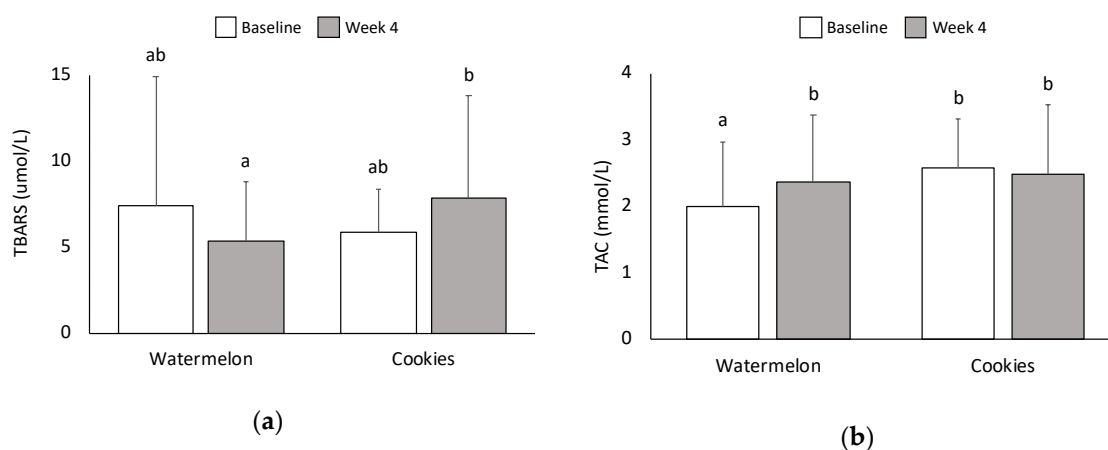 Baseline Week 4
TBARS (umol/L)
15
10
5
0
ab
a
ab
b
Watermelon Cookies
(a)
Baseline Week 4
TAC (mmol/L)
4
3
2
1
0
a
b
b
b
Watermelon Cookies
(b)